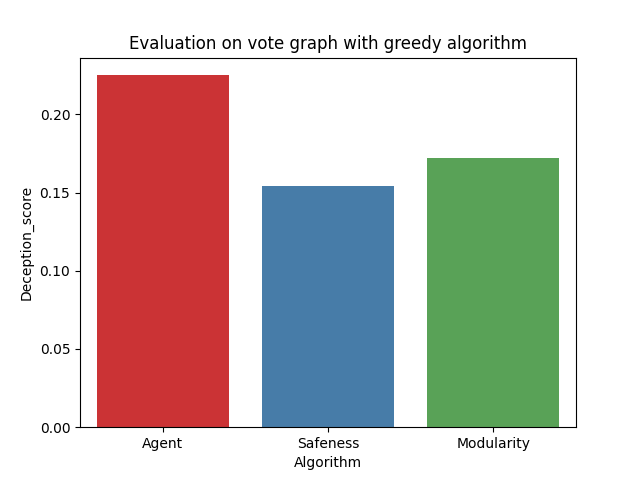 Evaluation on vote graph with greedy algorithm
Deception_score
0.20
0.15
0.10
0.05
0.00
Agent
Safeness
Modularity
Algorithm